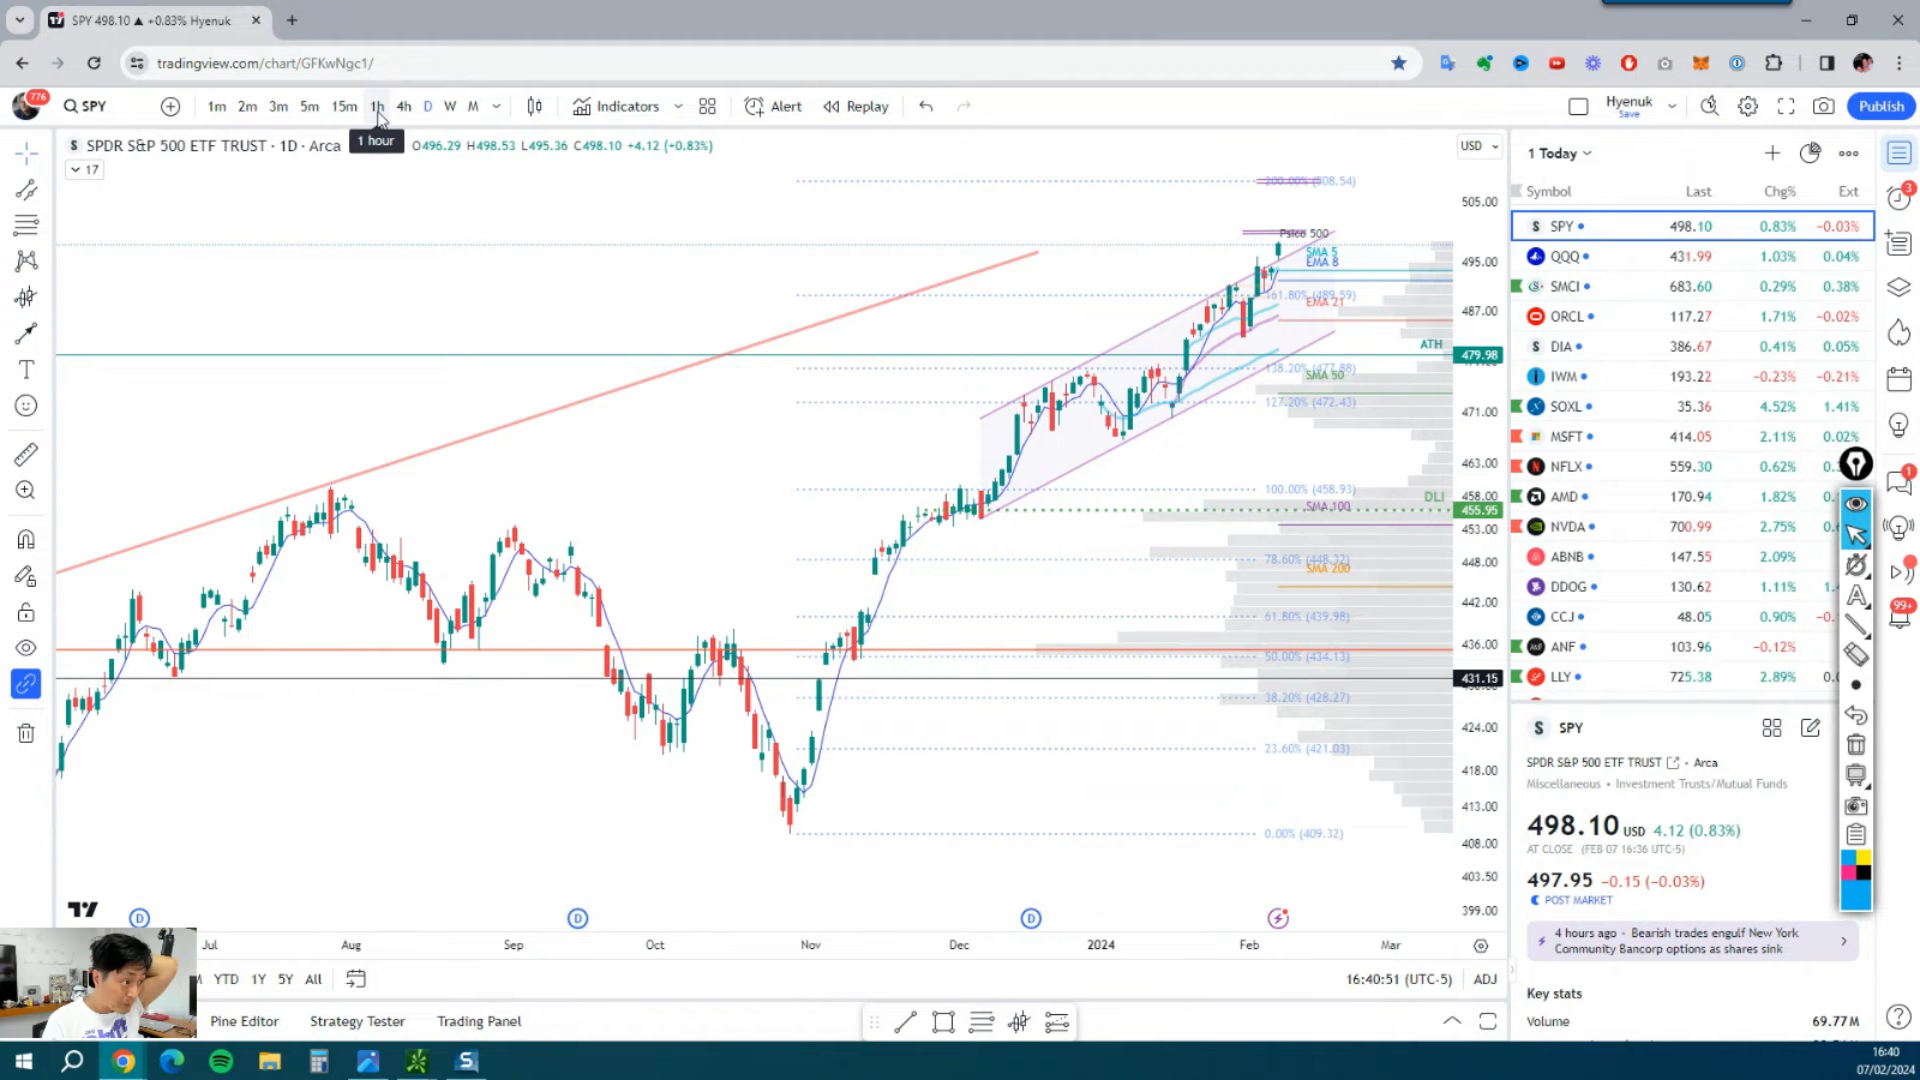 SPY 498.10 ▲ +0.83% Hyenuk
tradingview.com/chart/GFKwNgc1/
776
SPY
1m 2m 3m 5m 15m 1h 4h D W M
Indicators
Alert
Replay
Hyenuk
Save
Publish
1 hour
S SPDR S&P 500 ETF TRUST · 1D · Arca O496.29 H498.53 L495.36 C498.10 +4.12 (+0.83%)
17
USD
200.00% (508.54)
505.00
Psico 500
SMA 5
EMA 8
495.00
161.80% (489.59)
EMA 21
487.00
ATH
479.98
138.20% (477.88)
SMA 50
127.20% (472.43)
471.00
463.00
100.00% (458.93)
DLI
458.00
SMA 100
455.95
453.00
78.60% (448.32)
448.00
SMA 200
442.00
61.80% (439.98)
436.00
50.00% (434.13)
431.15
38.20% (428.27)
424.00
23.60% (421.03)
418.00
413.00
0.00% (409.32)
408.00
403.50
399.00
D D D
Jul Aug Sep Oct Nov Dec 2024 Feb Mar
YTD 1Y 5Y All
16:40:51 (UTC-5) ADJ
Pine Editor Strategy Tester Trading Panel
1 Today
Symbol Last Chg% Ext
S SPY 498.10 0.83% −0.03%
QQQ 431.99 1.03% 0.04%
SMCI 683.60 0.29% 0.38%
ORCL 117.27 1.71% −0.02%
S DIA 386.67 0.41% 0.05%
IWM 193.22 −0.23% −0.21%
SOXL 35.36 4.52% 1.41%
MSFT 414.05 2.11% 0.02%
NFLX 559.30 0.62%
AMD 170.94 1.82%
NVDA 700.99 2.75%
ABNB 147.55 2.09%
DDOG 130.62 1.11%
CCJ 48.05 0.90%
ANF 103.96 −0.12%
LLY 725.38 2.89%
3
1
99+
S SPY
SPDR S&P 500 ETF TRUST · Arca
Miscellaneous • Investment Trusts/Mutual Funds
498.10 USD 4.12 (0.83%)
AT CLOSE (FEB 07 16:36 UTC-5)
497.95 −0.15 (−0.03%)
POST MARKET
4 hours ago · Bearish trades engulf New York
Community Bancorp options as shares sink
Key stats
Volume 69.77M
16:40
07/02/2024